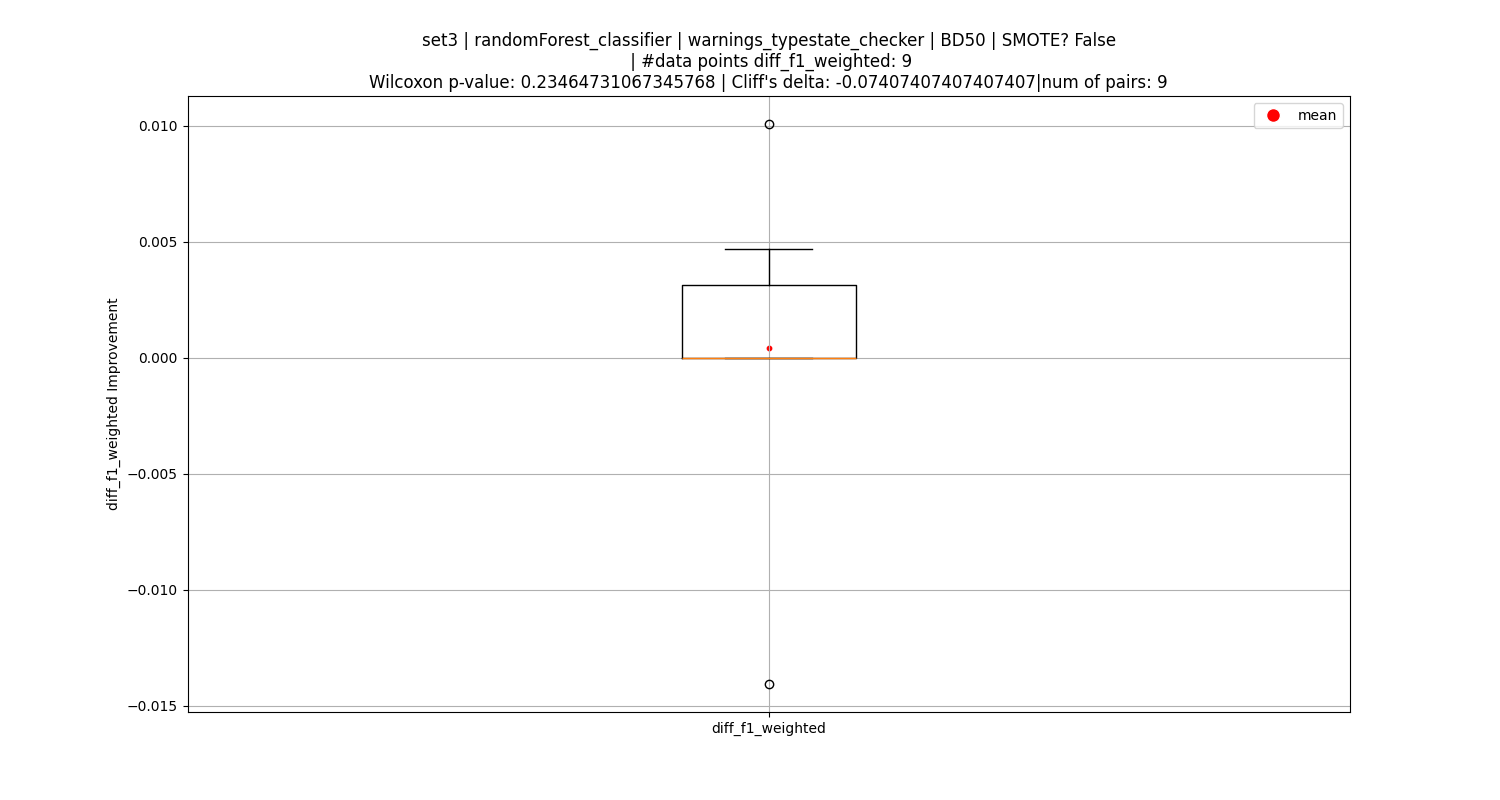 set3 | randomForest_classifier | warnings_typestate_checker | BD50 | SMOTE? False
| #data points diff_f1_weighted: 9
Wilcoxon p-value: 0.23464731067345768 | Cliff's delta: -0.07407407407407407|num of pairs: 9
mean
0.010
0.005
0.000
−0.005
−0.010
−0.015
diff_f1_weighted Improvement
diff_f1_weighted